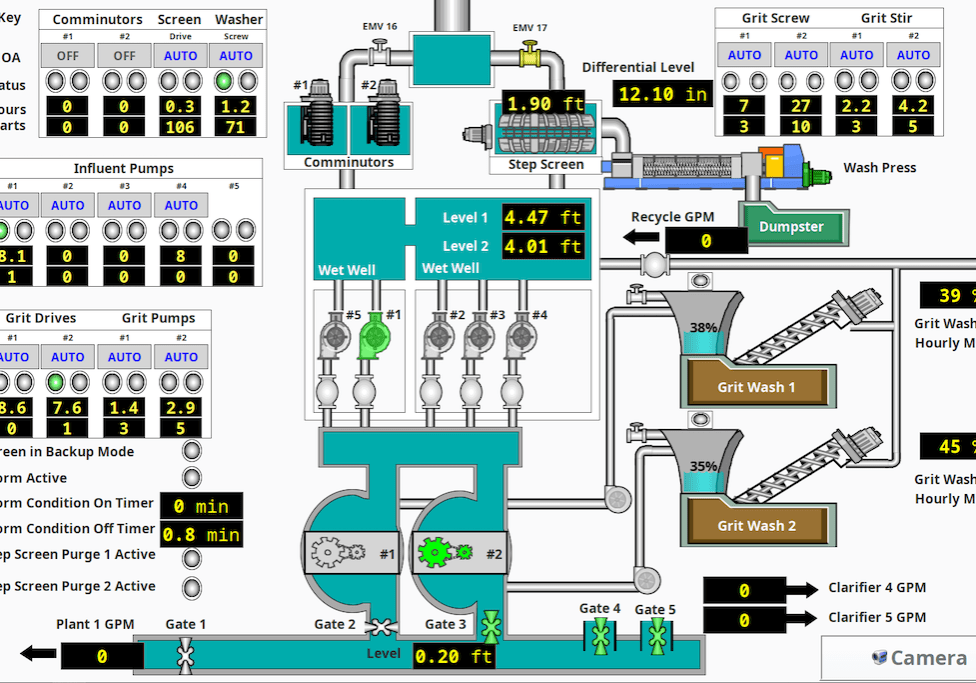 Key
Comminutors Screen Washer
#1 #2 Drive Screw
OA OFF OFF AUTO AUTO
atus
ours 0 0 0.3 1.2
arts 0 0 106 71
Influent Pumps
#1 #2 #3 #4 #5
AUTO AUTO AUTO AUTO
8.1 0 0 8 0
1 0 0 0 0
Grit Drives Grit Pumps
#1 #2 #1 #2
AUTO AUTO AUTO AUTO
8.6 7.6 1.4 2.9
0 1 3 5
reen in Backup Mode
orm Active
orm Condition On Timer 0 min
orm Condition Off Timer 0.8 min
ep Screen Purge 1 Active
ep Screen Purge 2 Active
Plant 1 GPM
0
Gate 1
EMV 16
EMV 17
#1 #2
Comminutors
1.90 ft
Step Screen
Differential Level
12.10 in
Grit Screw Grit Stir
#1 #2 #1 #2
AUTO AUTO AUTO AUTO
7 27 2.2 4.2
3 10 3 5
Wash Press
Dumpster
Recycle GPM
0
Level 1 4.47 ft
Level 2 4.01 ft
Wet Well Wet Well
#5 #1 #2 #3 #4
38%
Grit Wash 1
39 %
Grit Wash
Hourly M
35%
Grit Wash 2
45 %
Grit Wash
Hourly M
#1 #2
Gate 2 Gate 3
Gate 4 Gate 5
Level 0.20 ft
0 Clarifier 4 GPM
0 Clarifier 5 GPM
Camera